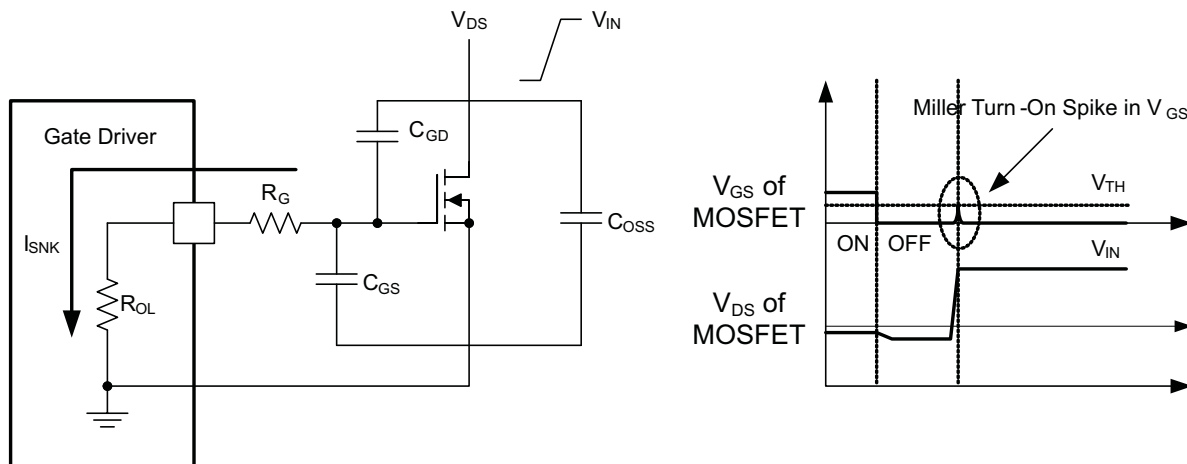 V_DS
V_IN
Gate Driver
C_GD
R_G
I_SNK
C_OSS
C_GS
R_OL
Miller Turn -On Spike in V_GS
V_GS of
MOSFET
V_TH
ON
OFF
V_IN
V_DS of
MOSFET